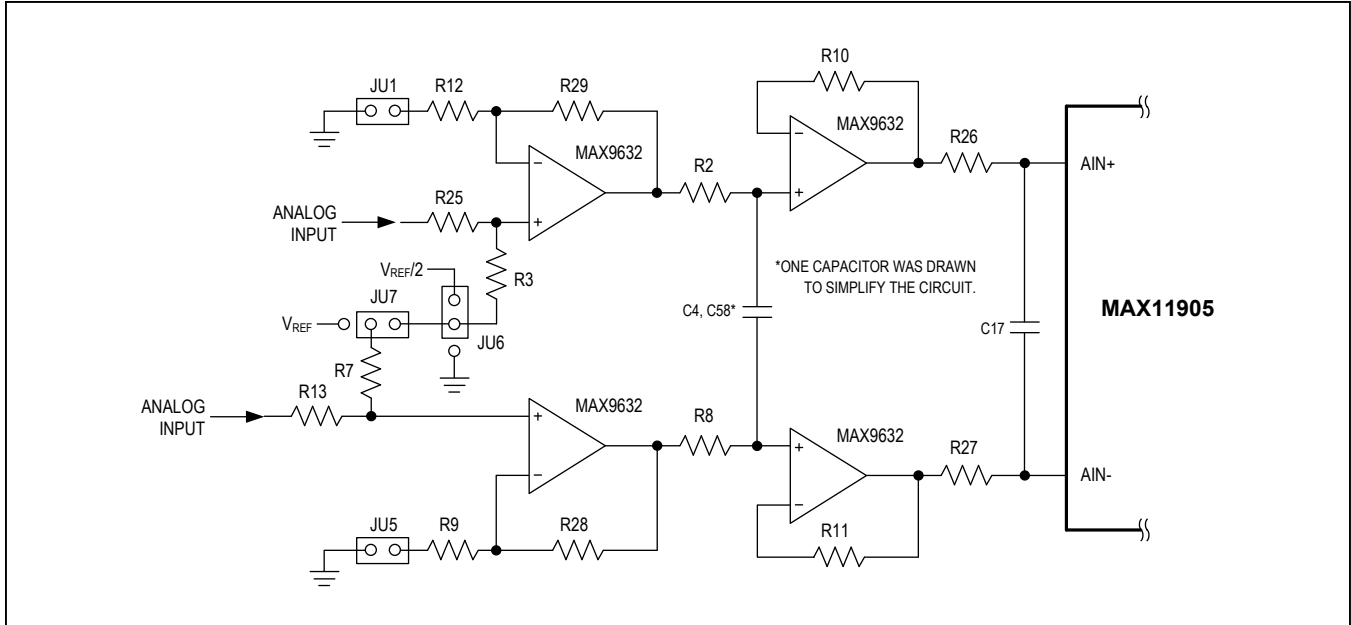 R10
JU1 R12 R29
MAX9632
MAX9632
R26
R2
AIN+
R25
ANALOG
INPUT
R3
*ONE CAPACITOR WAS DRAWN
TO SIMPLIFY THE CIRCUIT.
VREF/2
JU7
C4, C58*
MAX11905
VREF
C17
JU6
R7
R13
MAX9632
ANALOG
INPUT
R8
MAX9632
R27
AIN-
JU5 R9 R28
R11
+
−
+
−
+
−
+
−